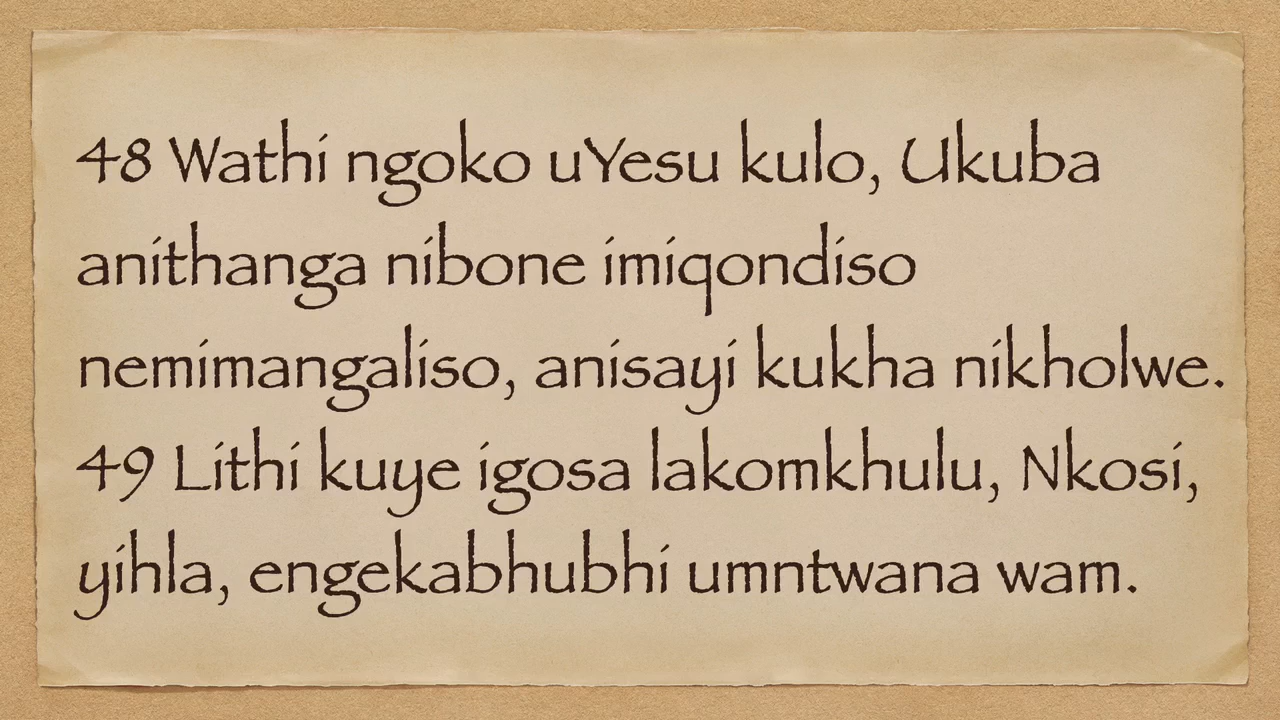 48 Wathi ngoko uYesu kulo, Ukuba
anithanga nibone imiqondiso
nemimangaliso, anisayi kukha nikholwe.
49 Lithi kuye igosa lakomkhulu, Nkosi,
yihla, engekabhubhi umntwana wam.